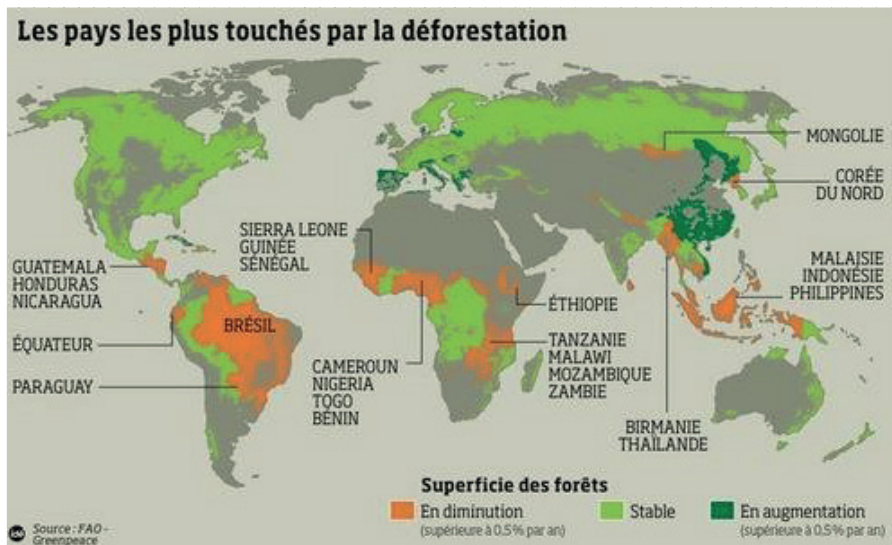 Les pays les plus touchés par la déforestation
MONGOLIE
CORÉE
DU NORD
SIERRA LEONE
GUINÉE
SÉNÉGAL
GUATEMALA
HONDURAS
NICARAGUA
MALAISIE
INDONÉSIE
PHILIPPINES
ÉTHIOPIE
BRÉSIL
ÉQUATEUR
TANZANIE
MALAWI
MOZAMBIQUE
ZAMBIE
CAMEROUN
NIGERIA
TOGO
BÉNIN
PARAGUAY
BIRMANIE
THAÏLANDE
Superficie des forêts
En diminution
(supérieure à 0.5% par an)
Stable
En augmentation
(supérieure à 0.5% par an)
Source : FAO -
Greenpeace